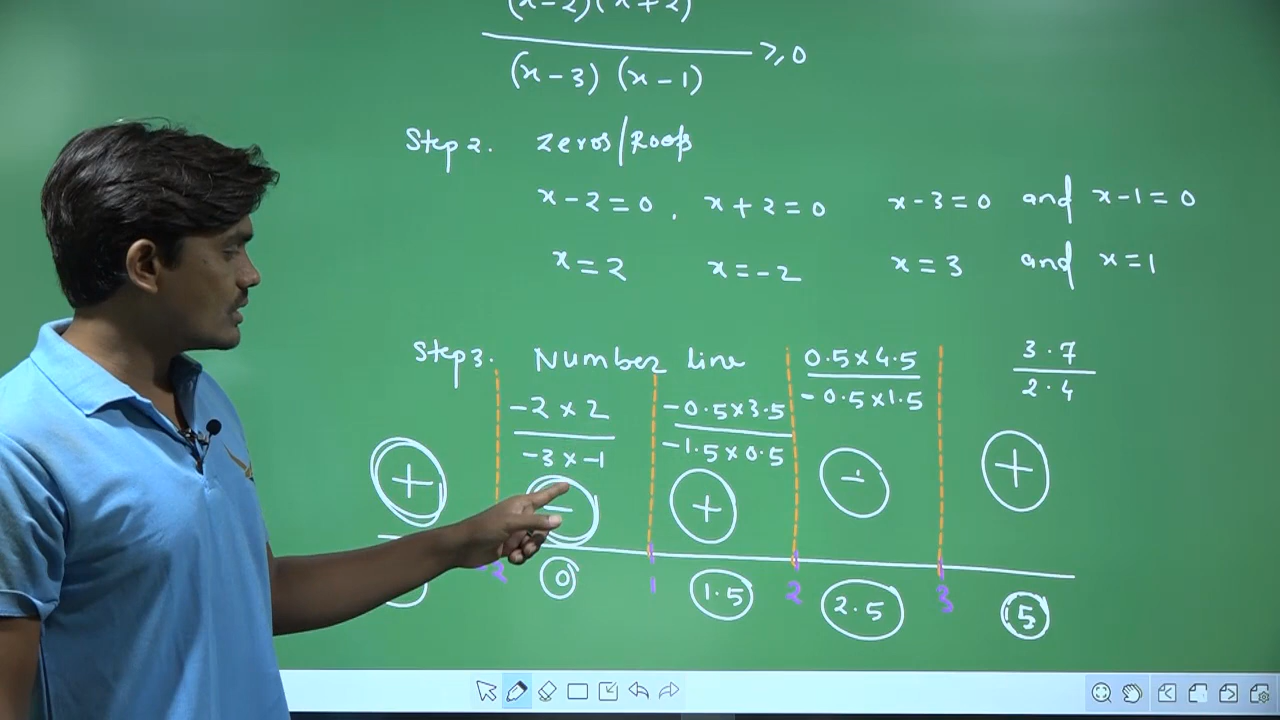 (x-2)(x+2)
(x-3) (x-1) ≥ 0
Step 2. Zeros/Roots
x-2=0, x+2=0 x-3=0 and x-1=0
x=2 x=-2 x=3 and x=1
Step 3. Number line
-2 x 2
-3 x -1
-0.5 x 3.5
-1.5 x 0.5
0.5 x 4.5
-0.5 x 1.5
3.7
2.4
+ - + - +
-2 1 2 3
0 1.5 2.5 5